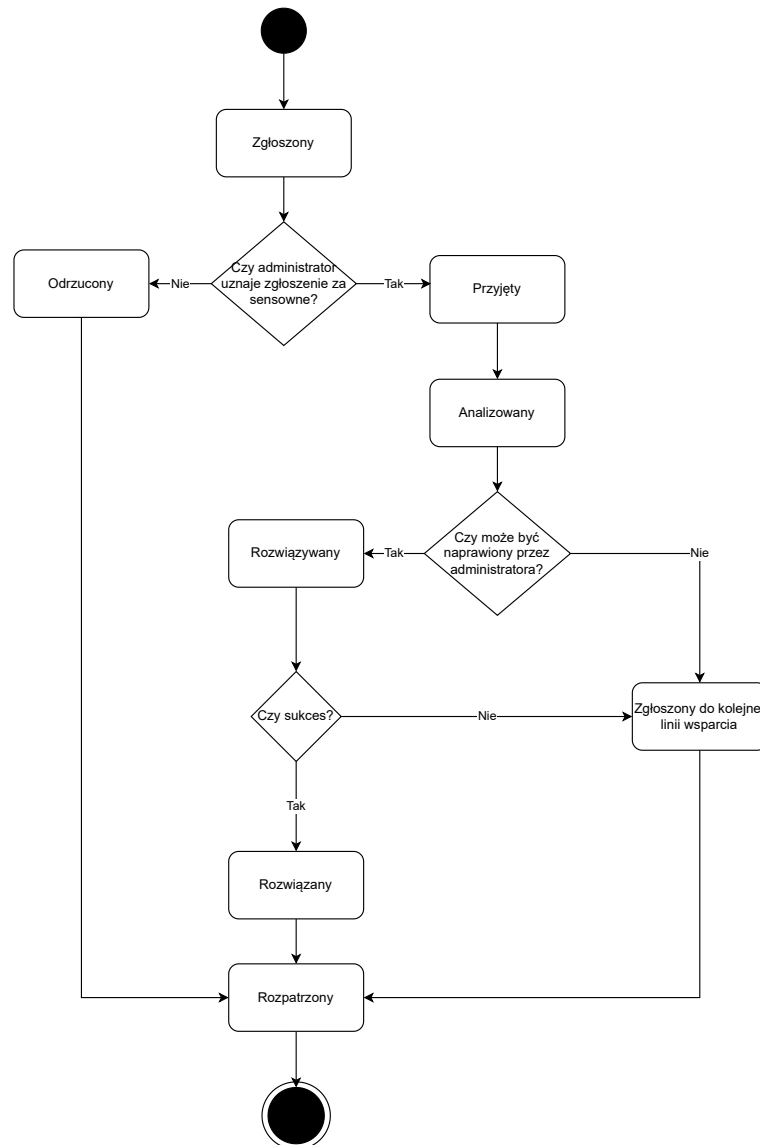 Zgłoszony
Czy administrator
uznaje zgłoszenie za
sensowne?
Nie
Tak
Odrzucony
Przyjęty
Analizowany
Czy może być
naprawiony przez
administratora?
Tak
Nie
Rozwiązywany
Czy sukces?
Nie
Zgłoszony do kolejne
linii wsparcia
Tak
Rozwiązany
Rozpatrzony